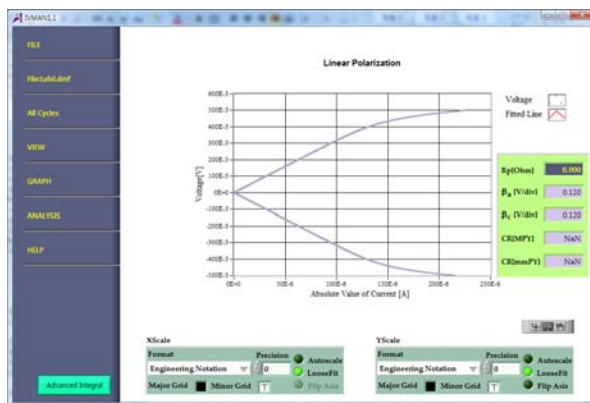 IVMAN1.1
FILE
File:tafel.dmf
All Cycles
VIEW
GRAPH
ANALYSIS
HELP
Advanced Integral
Linear Polarization
600E-3
500E-3
400E-3
300E-3
200E-3
100E-3
0E+0
-100E-3
-200E-3
-300E-3
-400E-3
-500E-3
Voltage[V]
0E+0 50E-6 100E-6 150E-6 200E-6 250E-6
Absolute Value of Current [A]
Voltage
Fitted Line
Rp[Ohm] 0.000
βa [V/div] 0.120
βc [V/div] 0.120
CR[MPY] NaN
CR[mmPY] NaN
XScale
Format Precision
Engineering Notation 0
Major Grid Minor Grid
Autoscale
LooseFit
Flip Axis
YScale
Format Precision
Engineering Notation 0
Major Grid Minor Grid
Autoscale
LooseFit
Flip Axis